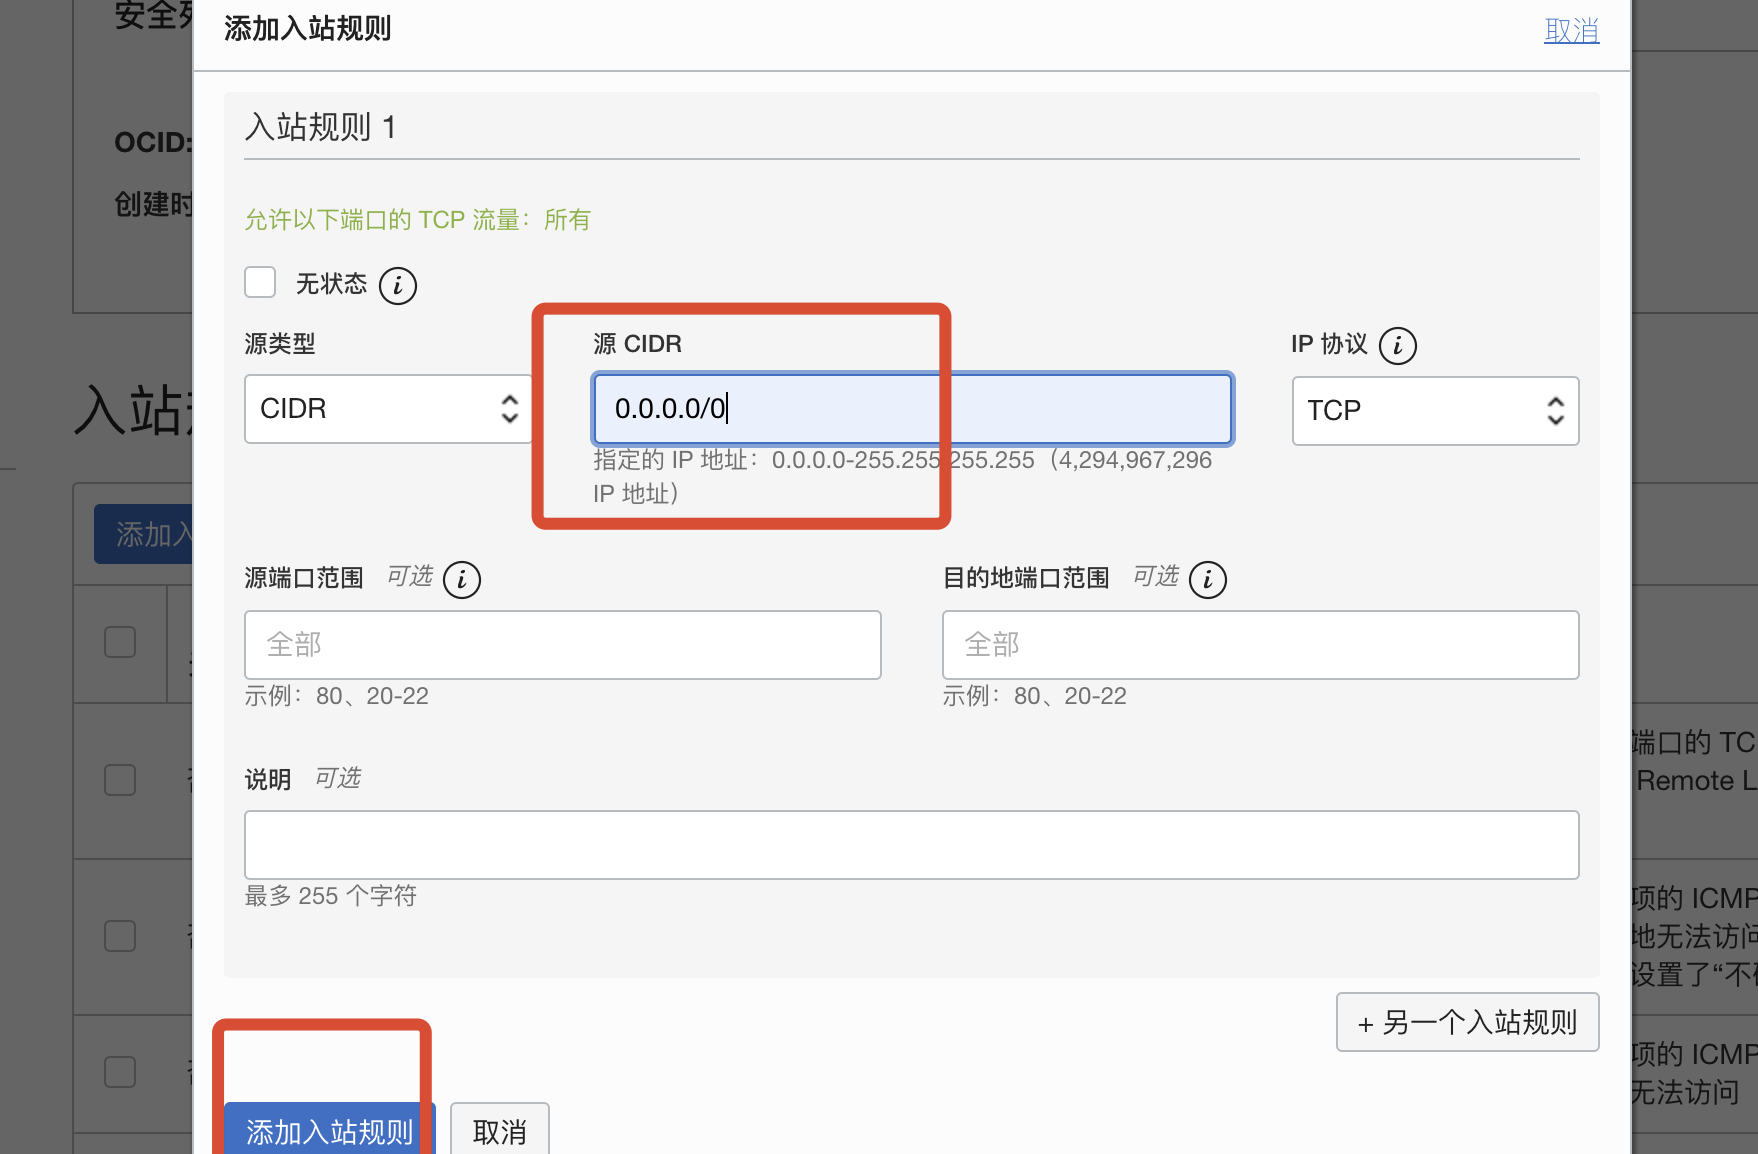 安全
添加入站规则
取消
入站规则 1
OCID:
创建时
允许以下端口的 TCP 流量：所有
无状态
源类型
源 CIDR
IP 协议
CIDR
0.0.0.0/0
TCP
入站
指定的 IP 地址：0.0.0.0-255.255.255.255（4,294,967,296
IP 地址）
添加入
源端口范围 可选
目的地端口范围 可选
全部
全部
示例：80、20-22
示例：80、20-22
端口的 TC
Remote L
说明 可选
最多 255 个字符
项的 ICMP
地无法访问
设置了“不
+ 另一个入站规则
项的 ICMP
无法访问
添加入站规则
取消